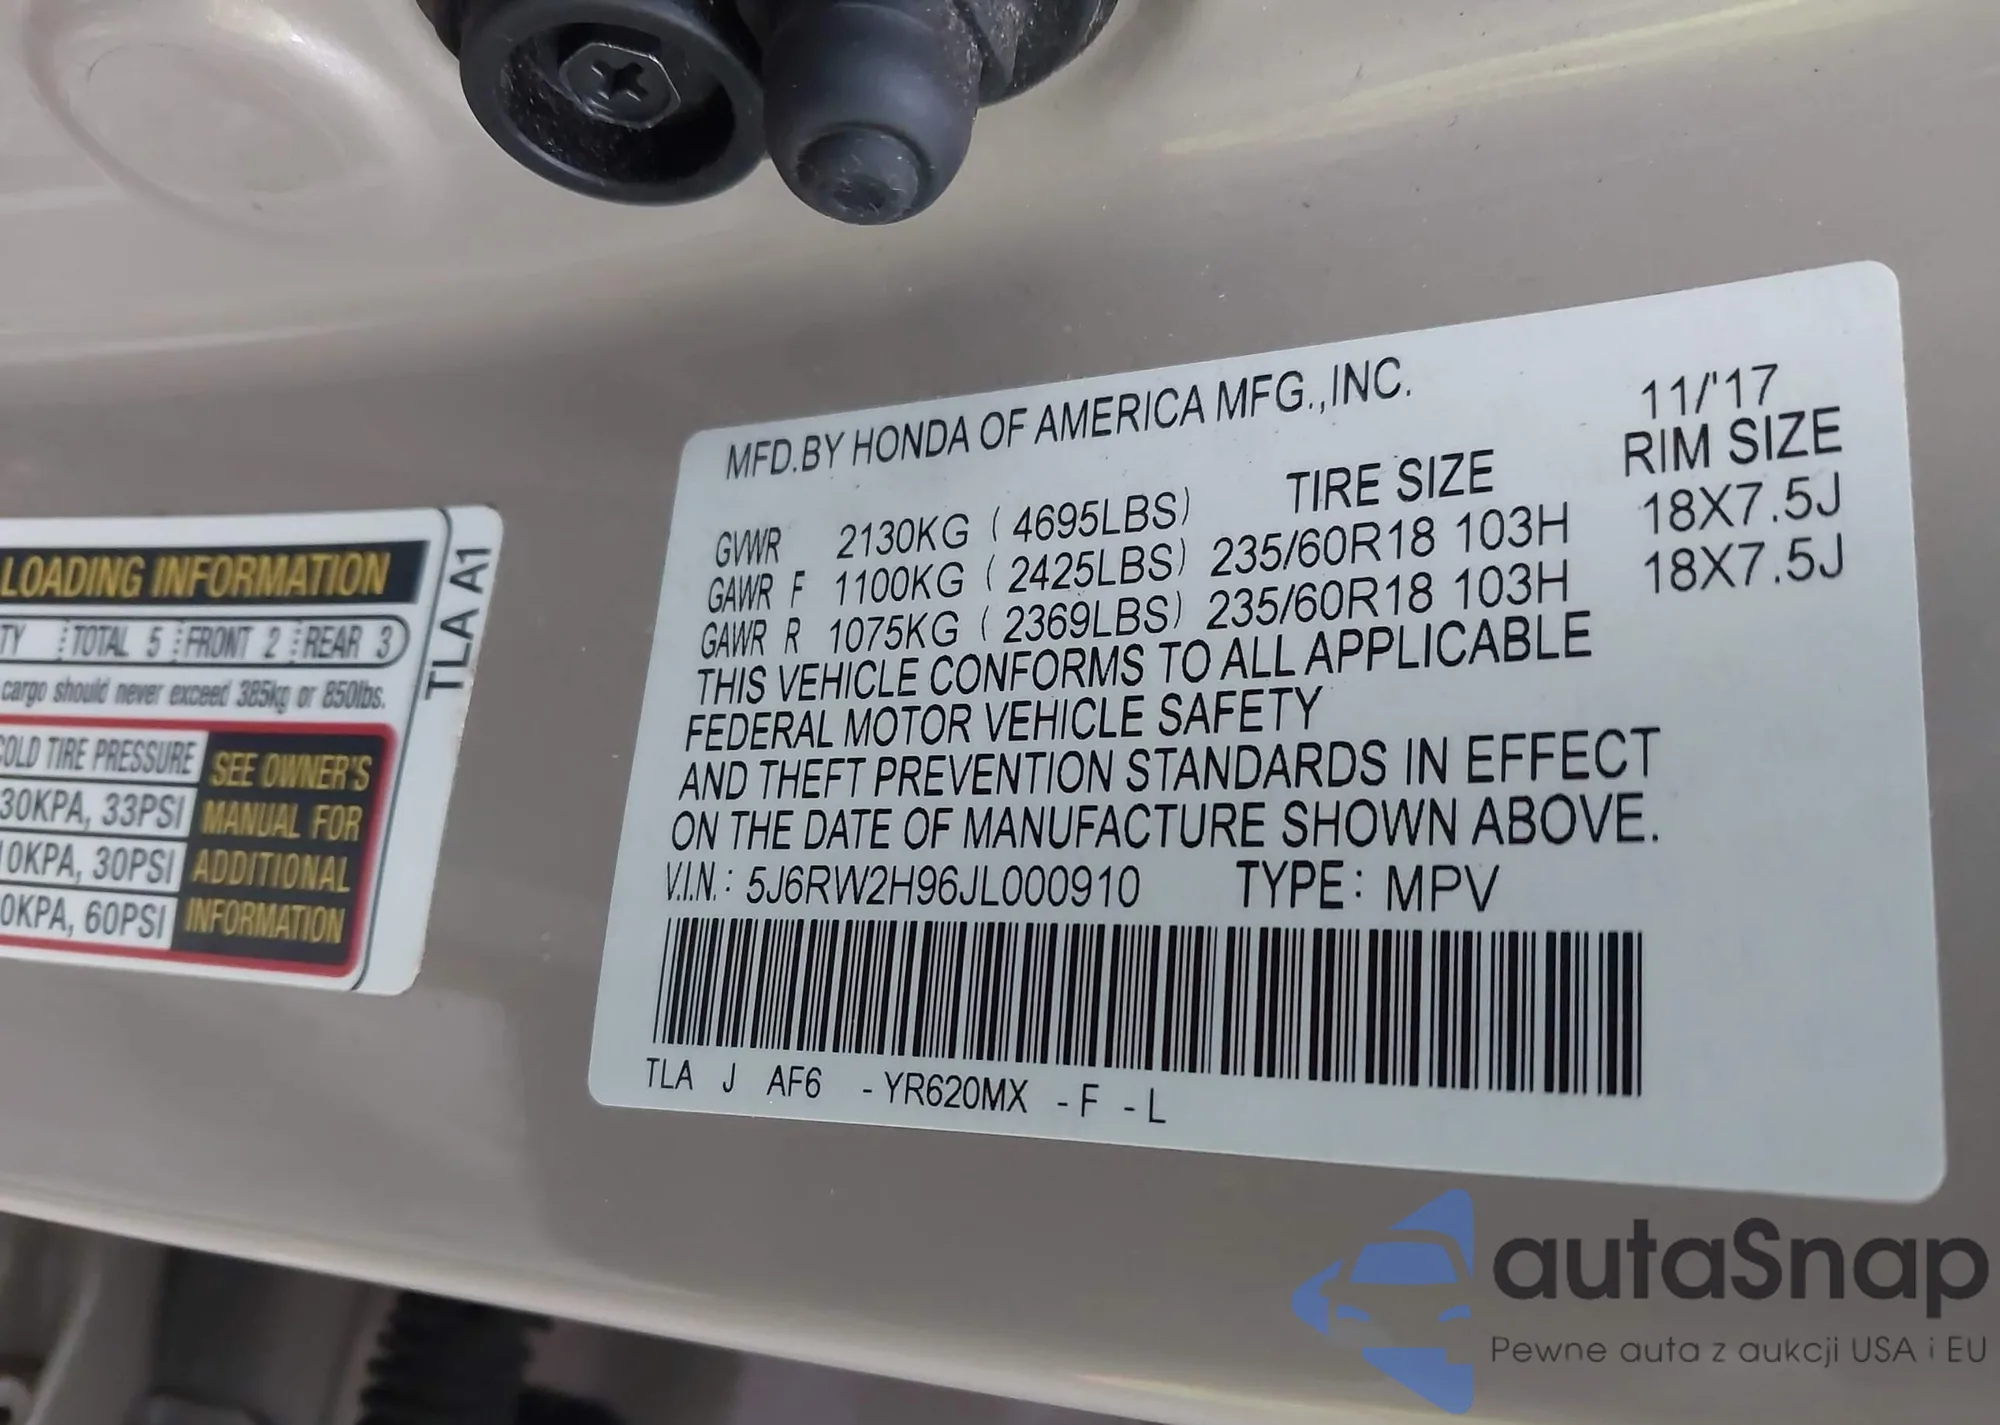 LOADING INFORMATION
TY TOTAL 5 FRONT 2 REAR 3
cargo should never exceed 385kg or 850lbs.
COLD TIRE PRESSURE
30KPA, 33PSI
10KPA, 30PSI
0KPA, 60PSI
SEE OWNER'S
MANUAL FOR
ADDITIONAL
INFORMATION
TLA A1
MFD.BY HONDA OF AMERICA MFG.,INC. 11/'17
TIRE SIZE RIM SIZE
GVWR 2130KG (4695LBS)
GAWR F 1100KG (2425LBS) 235/60R18 103H 18X7.5J
GAWR R 1075KG (2369LBS) 235/60R18 103H 18X7.5J
THIS VEHICLE CONFORMS TO ALL APPLICABLE
FEDERAL MOTOR VEHICLE SAFETY
AND THEFT PREVENTION STANDARDS IN EFFECT
ON THE DATE OF MANUFACTURE SHOWN ABOVE.
V.I.N.: 5J6RW2H96JL000910 TYPE: MPV
TLA J AF6 -YR620MX -F -L
autaSnap
Pewne auta z aukcji USA i EU